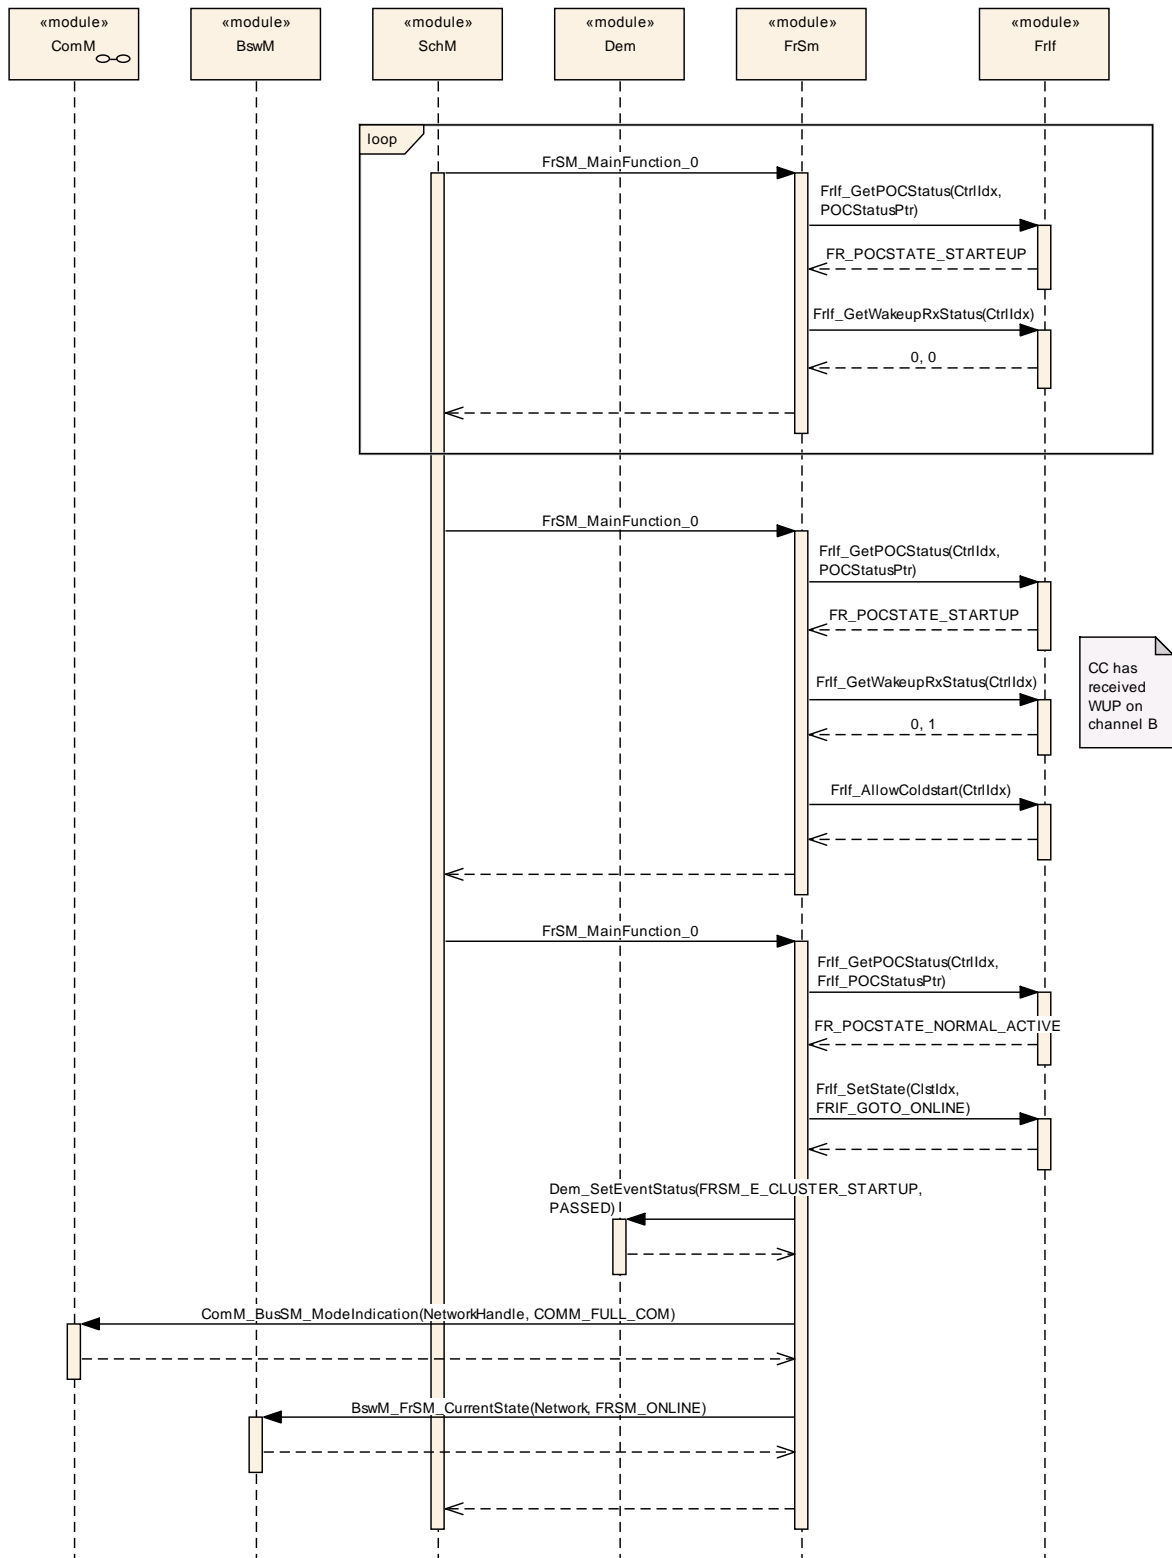 «module»
ComM
«module»
BswM
«module»
SchM
«module»
Dem
«module»
FrSm
«module»
FrIf
loop
FrSM_MainFunction_0
FrIf_GetPOCStatus(CtrlIdx,
POCStatusPtr)
FR_POCSTATE_STARTEUP
FrIf_GetWakeupRxStatus(CtrlIdx)
0, 0
FrSM_MainFunction_0
FrIf_GetPOCStatus(CtrlIdx,
POCStatusPtr)
FR_POCSTATE_STARTUP
CC has
received
WUP on
channel B
FrIf_GetWakeupRxStatus(CtrlIdx)
0, 1
FrIf_AllowColdstart(CtrlIdx)
FrSM_MainFunction_0
FrIf_GetPOCStatus(CtrlIdx,
FrIf_POCStatusPtr)
FR_POCSTATE_NORMAL_ACTIVE
FrIf_SetState(ClstIdx,
FRIF_GOTO_ONLINE)
Dem_SetEventStatus(FRSM_E_CLUSTER_STARTUP,
PASSED)
ComM_BusSM_ModeIndication(NetworkHandle, COMM_FULL_COM)
BswM_FrSM_CurrentState(Network, FRSM_ONLINE)